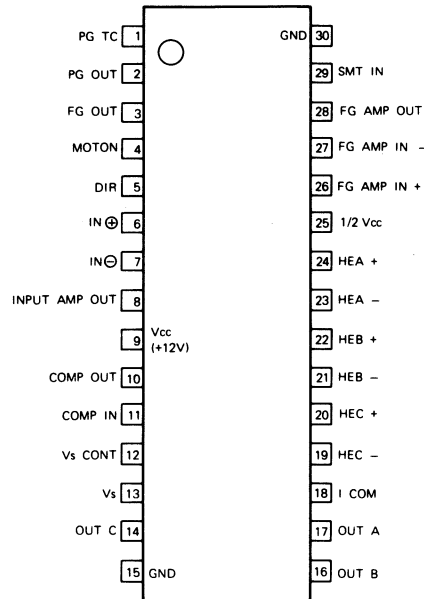 PG TC 1
PG OUT 2
FG OUT 3
MOTON 4
DIR 5
IN ⊕ 6
IN ⊖ 7
INPUT AMP OUT 8
9 Vcc
(+12V)
COMP OUT 10
COMP IN 11
Vs CONT 12
Vs 13
OUT C 14
15 GND
GND 30
29 SMT IN
28 FG AMP OUT
27 FG AMP IN -
26 FG AMP IN +
25 1/2 Vcc
24 HEA +
23 HEA -
22 HEB +
21 HEB -
20 HEC +
19 HEC -
18 I COM
17 OUT A
16 OUT B